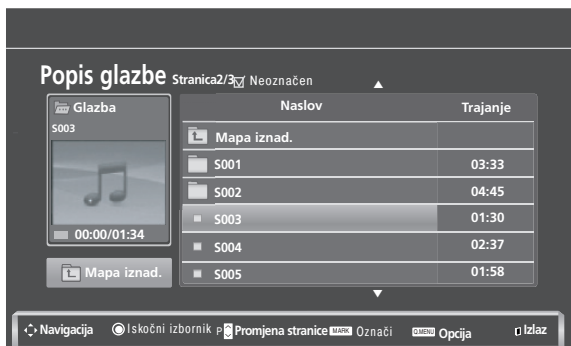 Popis glazbe Stranica2/3 Neoznačen
Glazba
S003
00:00/01:34
Mapa iznad.
Naslov Trajanje
Mapa iznad.
S001 03:33
S002 04:45
S003 01:30
S004 02:37
S005 01:58
Navigacija Iskočni izbornik P Promjena stranice MARK Označi Q.MENU Opcija Izlaz